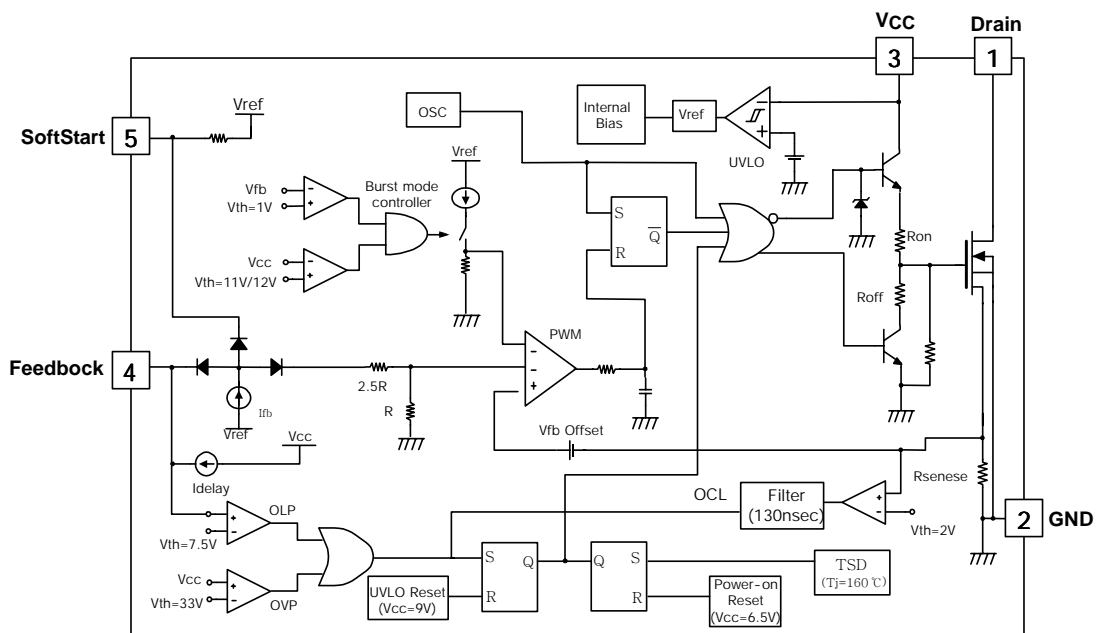 Vcc
Drain
3
1
Vref
SoftStart
5
OSC
Internal
Bias
Vref
UVLO
Vref
Vfb
Vth=1V
Burst mode
controller
Vcc
Vth=11V/12V
S
R
Q
Ron
Roff
Feedbock
4
PWM
2.5R
R
Ifb
Vref
Vfb Offset
Vcc
Idelay
Rsenese
OLP
Vth=7.5V
OCL
Filter
(130nsec)
Vth=2V
2
GND
Vcc
Vth=33V
OVP
UVLO Reset
(Vcc=9V)
S
R
Q
Q
S
R
TSD
(Tj=160℃)
Power-on
Reset
(Vcc=6.5V)